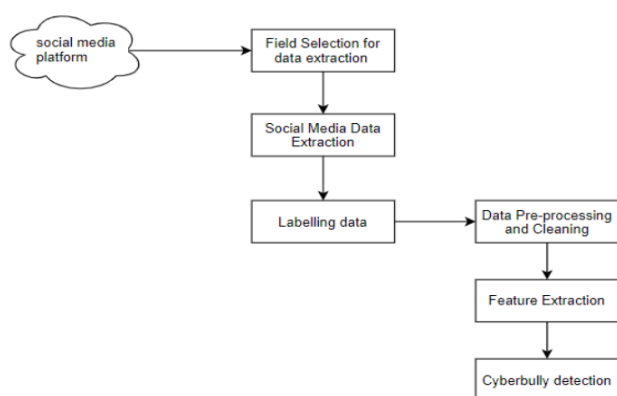 social media
platform
Field Selection for
data extraction
Social Media Data
Extraction
Labelling data
Data Pre-processing
and Cleaning
Feature Extraction
Cyberbully detection